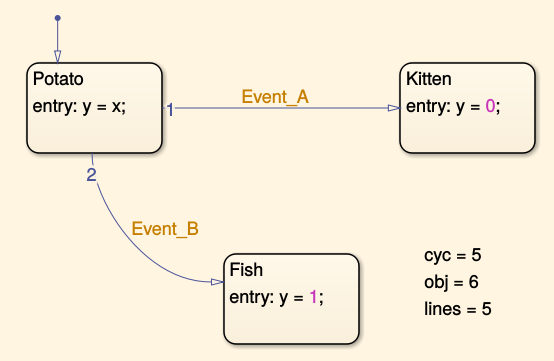 Potato
entry: y = x;
1
Event_A
Kitten
entry: y = 0;
2
Event_B
Fish
entry: y = 1;
cyc = 5
obj = 6
lines = 5